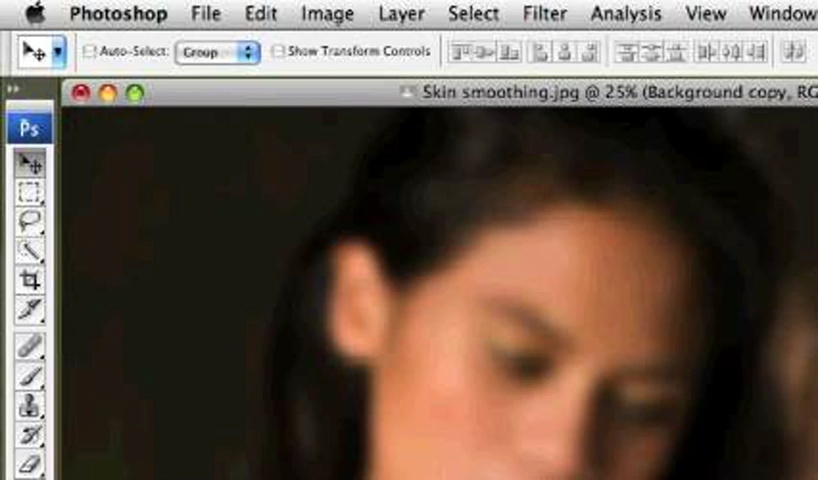 Photoshop File Edit Image Layer Select Filter Analysis View Window
Auto-Select: Group Show Transform Controls
Skin smoothing.jpg @ 25% (Background copy, RG
Ps